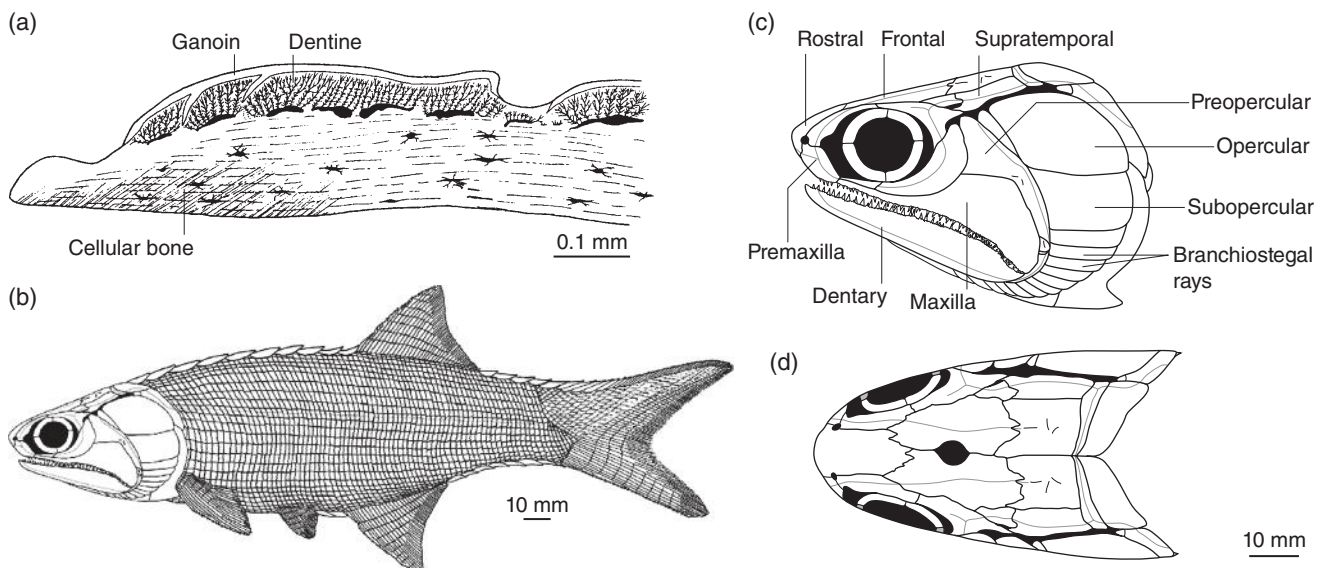 (a)
Ganoin
Dentine
Cellular bone
0.1 mm
(b)
10 mm
(c)
Rostral
Frontal
Supratemporal
Preopercular
Opercular
Subopercular
Branchiostegal
rays
Premaxilla
Dentary
Maxilla
(d)
10 mm